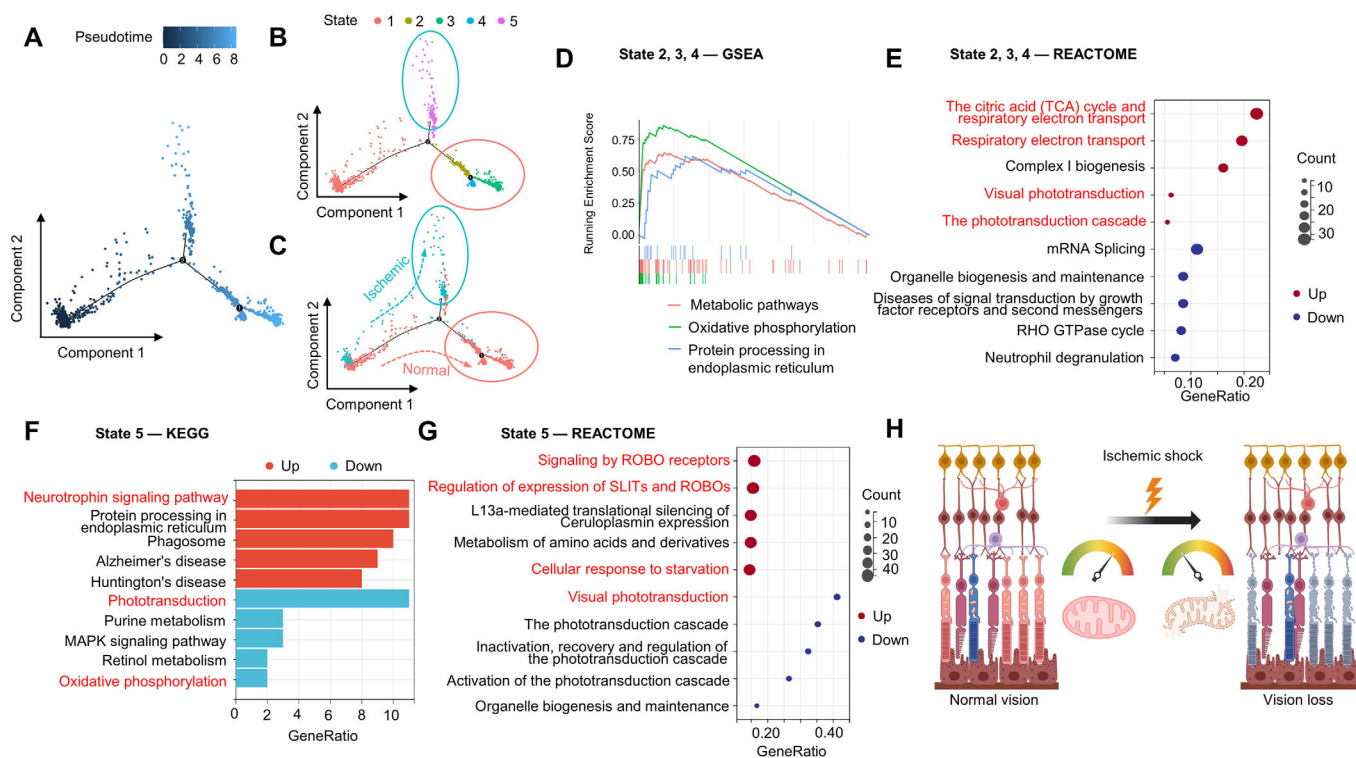 A
Pseudotime
0 2 4 6 8
Component 2
Component 1
B
State 1 2 3 4 5
Component 2
Component 1
2
1
C
Ischemic
Normal
Component 2
Component 1
D
State 2, 3, 4 — GSEA
Running Enrichment Score
0.75
0.50
0.25
0.00
Metabolic pathways
Oxidative phosphorylation
Protein processing in
endoplasmic reticulum
E
State 2, 3, 4 — REACTOME
The citric acid (TCA) cycle and
respiratory electron transport
Respiratory electron transport
Complex I biogenesis
Visual phototransduction
The phototransduction cascade
mRNA Splicing
Organelle biogenesis and maintenance
Diseases of signal transduction by growth
factor receptors and second messengers
RHO GTPase cycle
Neutrophil degranulation
0.10 0.20
GeneRatio
Count
10
20
30
Up
Down
F
State 5 — KEGG
Up Down
Neurotrophin signaling pathway
Protein processing in
endoplasmic reticulum
Phagosome
Alzheimer's disease
Huntington's disease
Phototransduction
Purine metabolism
MAPK signaling pathway
Retinol metabolism
Oxidative phosphorylation
0 2 4 6 8 10
GeneRatio
G
State 5 — REACTOME
Signaling by ROBO receptors
Regulation of expression of SLITs and ROBOs
L13a-mediated translational silencing of
Ceruloplasmin expression
Metabolism of amino acids and derivatives
Cellular response to starvation
Visual phototransduction
The phototransduction cascade
Inactivation, recovery and regulation of
the phototransduction cascade
Activation of the phototransduction cascade
Organelle biogenesis and maintenance
0.20 0.40
GeneRatio
Count
10
20
30
40
Up
Down
H
Ischemic shock
Normal vision
Vision loss